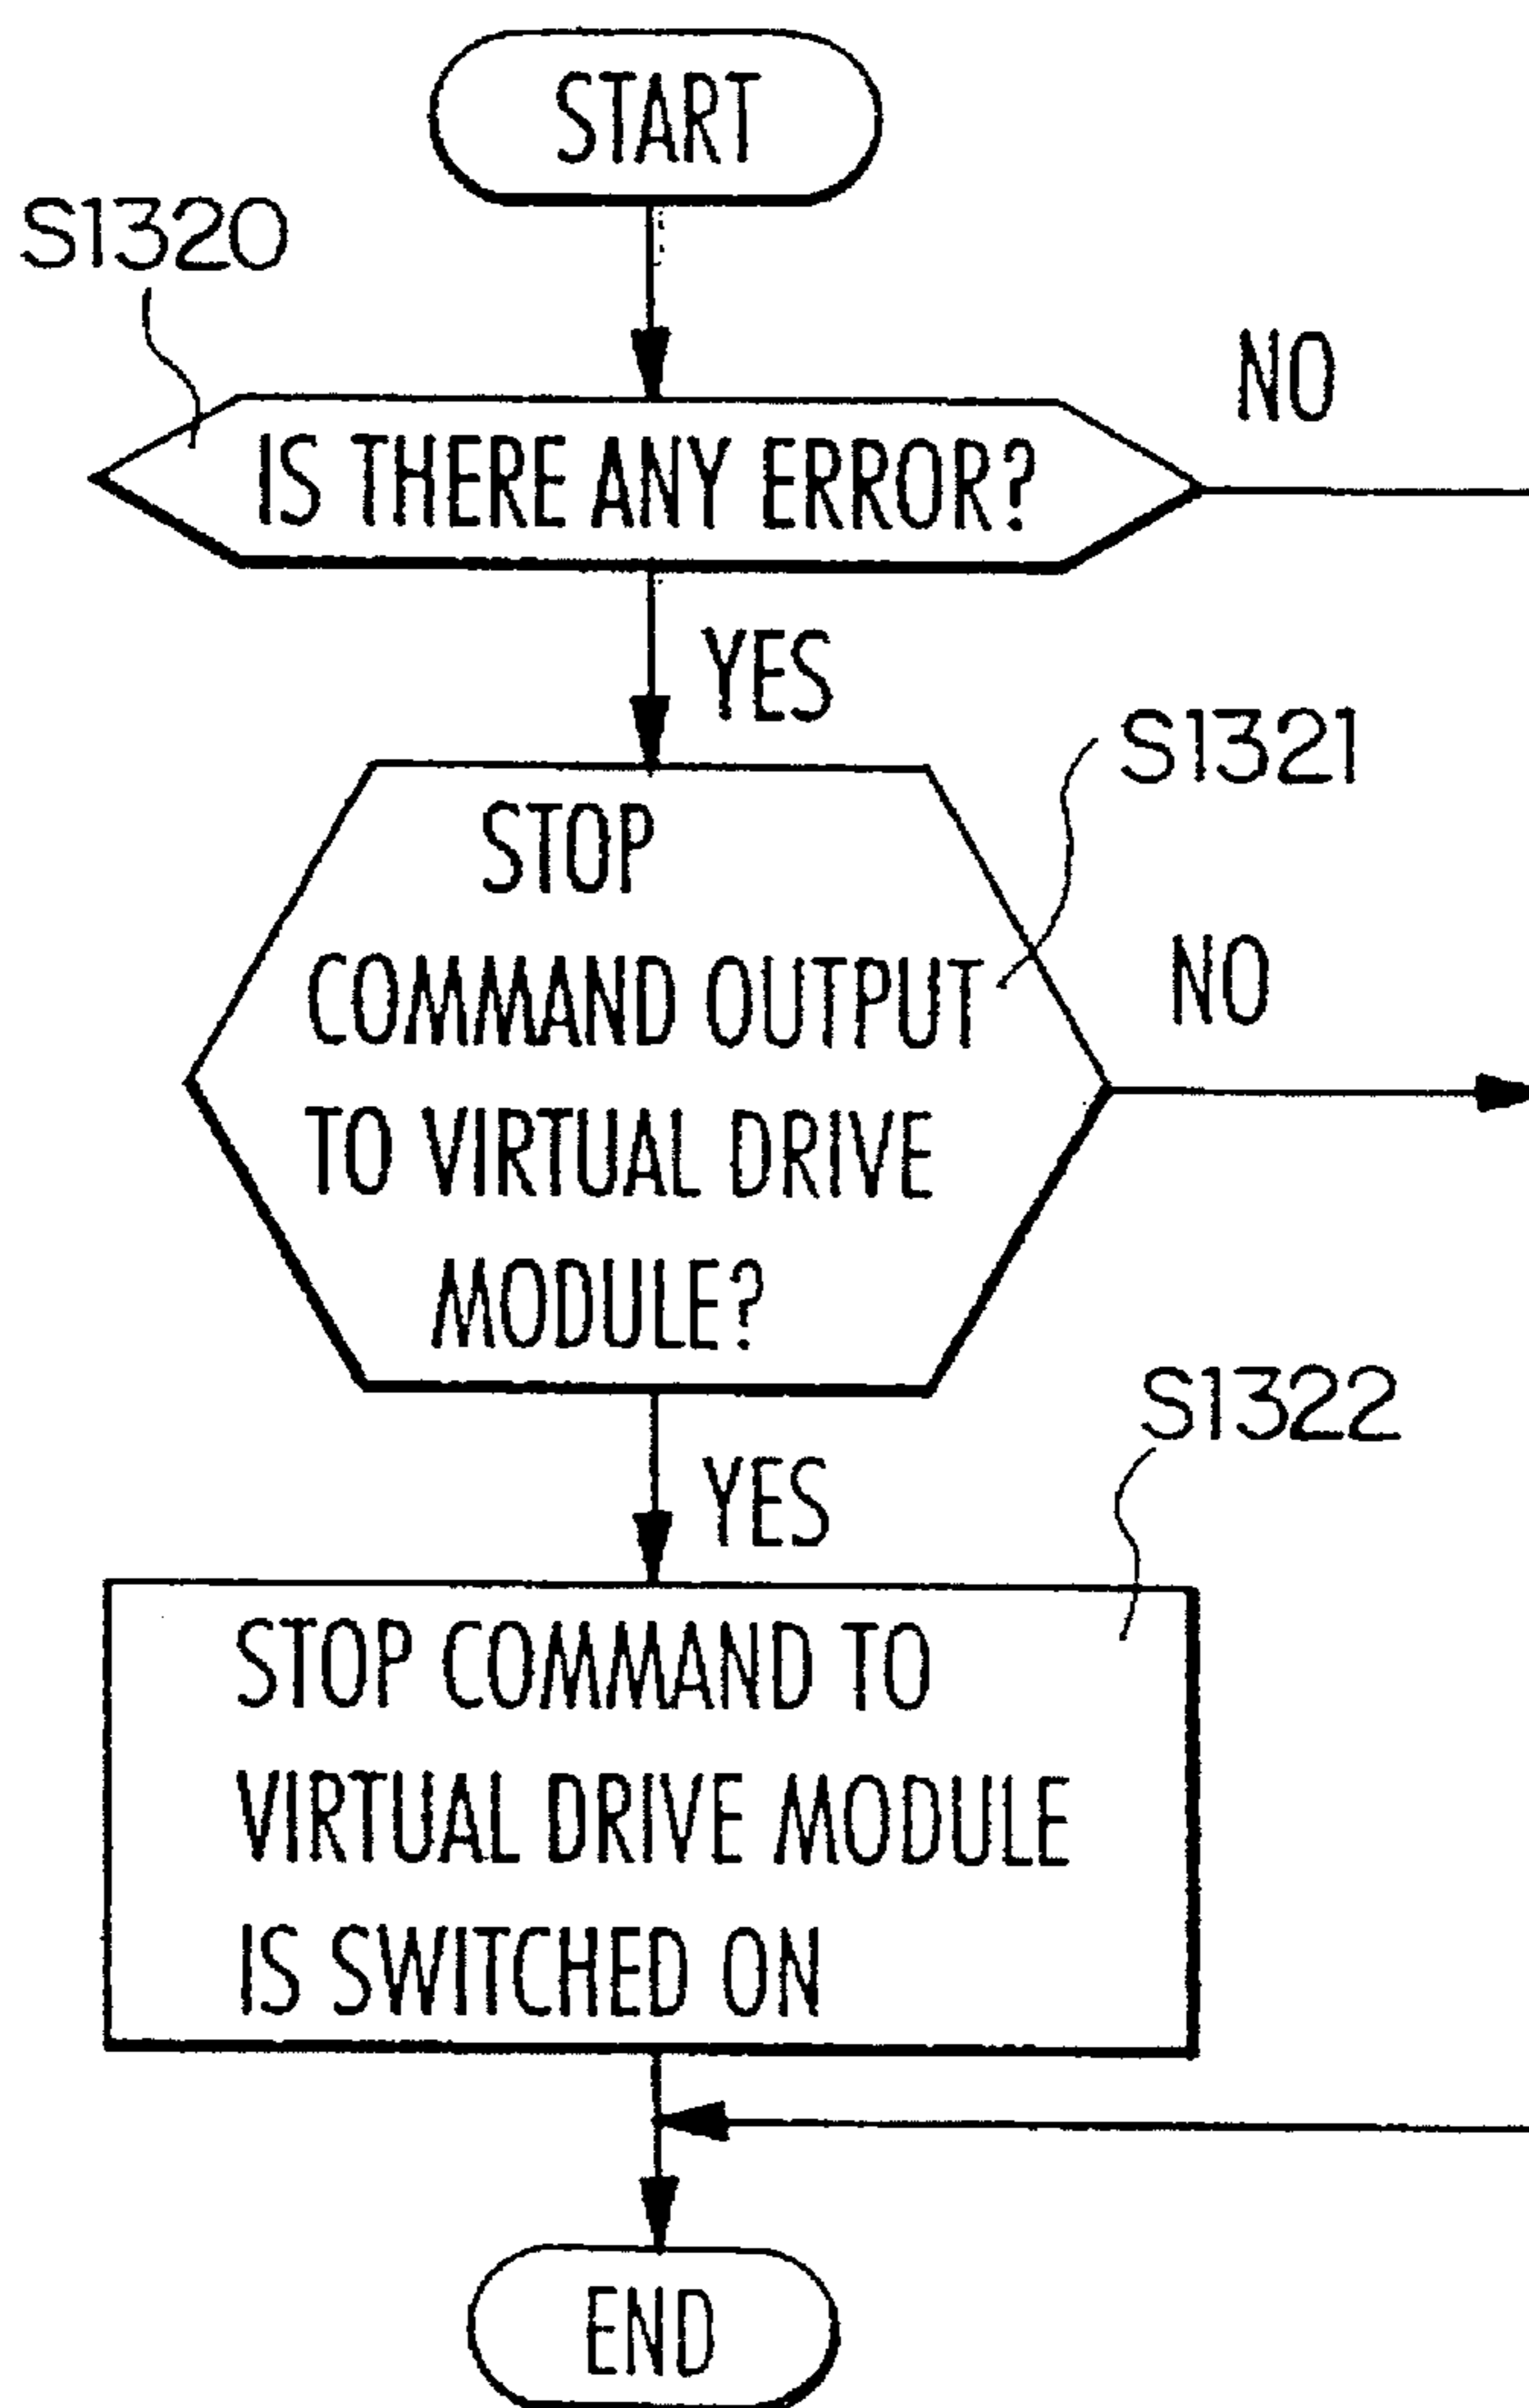 START
S1320
NO
IS THERE ANY ERROR?
YES
S1321
STOP
COMMAND OUTPUT
NO
TO VIRTUAL DRIVE
MODULE?
S1322
YES
STOP COMMAND TO
VIRTUAL DRIVE MODULE
IS SWITCHED ON
END